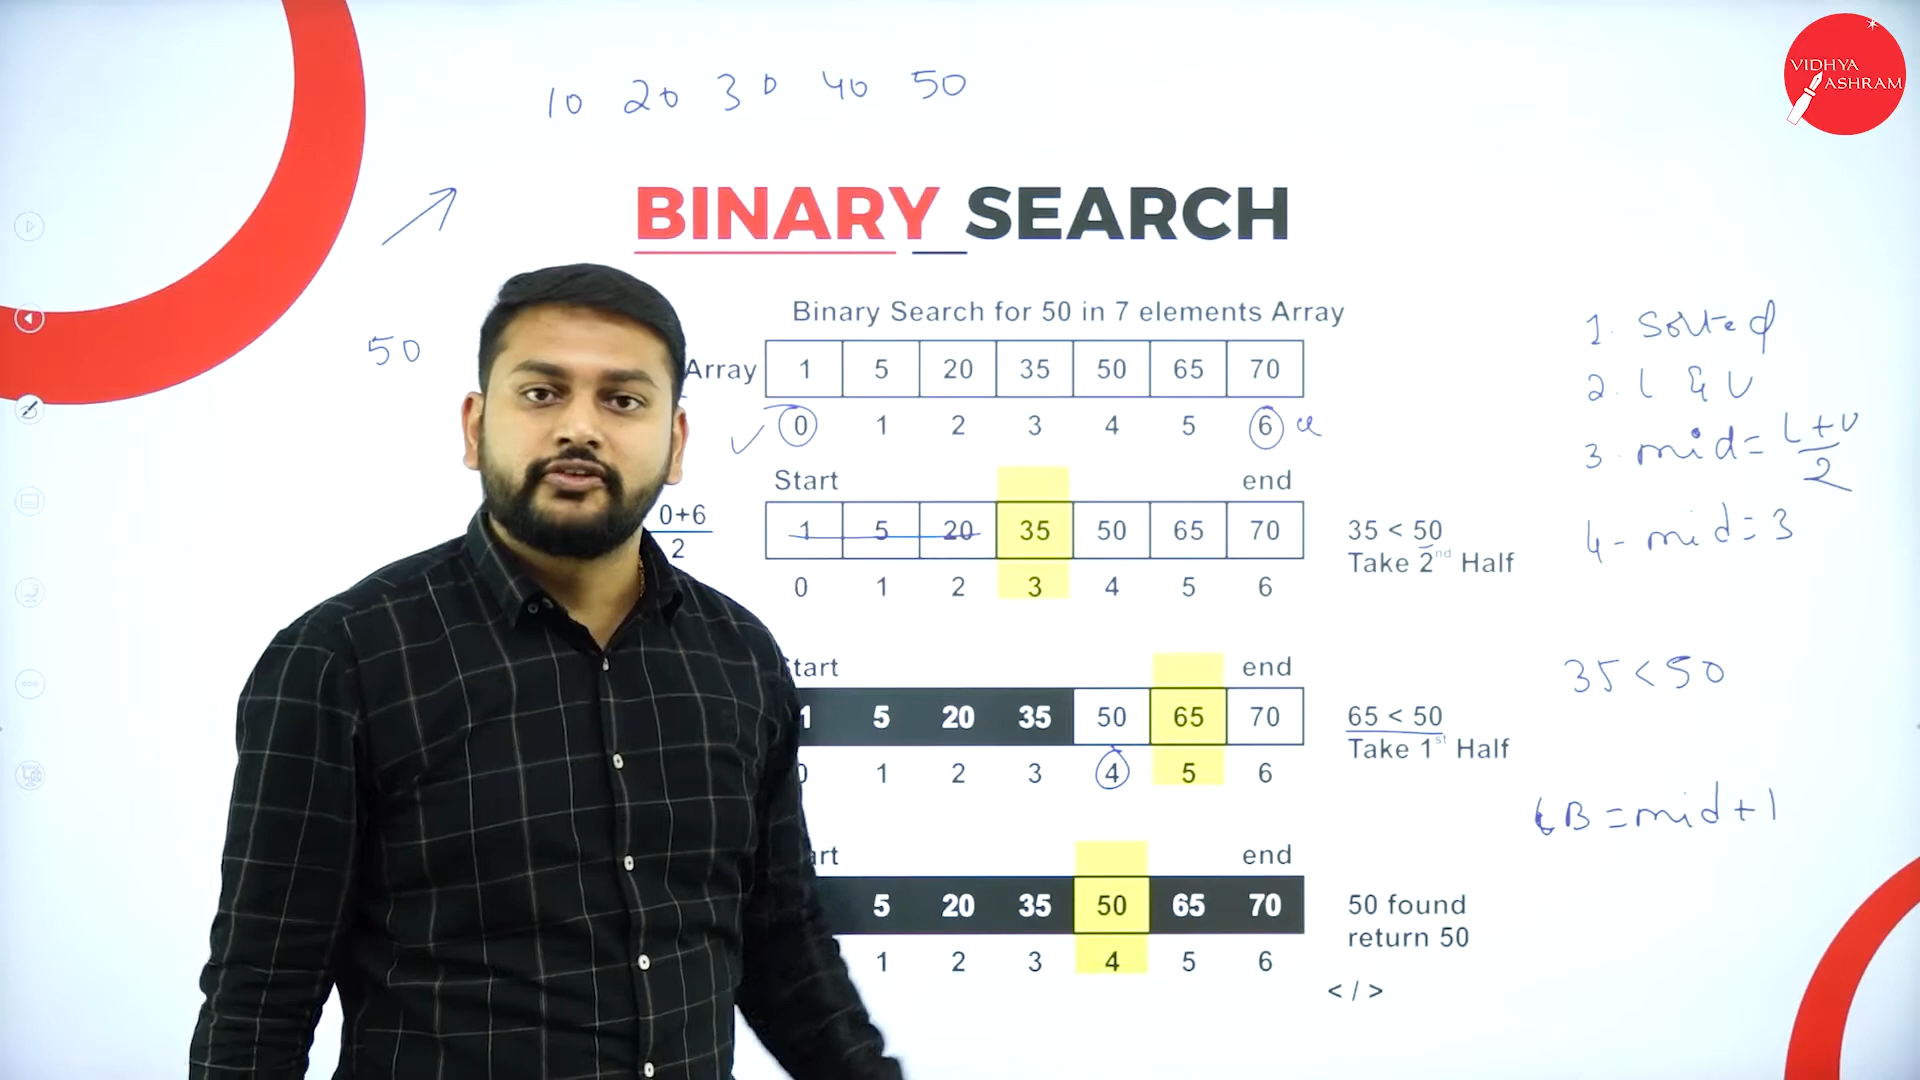 VIDHYA
ASHRAM
10 20 30 40 50
BINARY SEARCH
Binary Search for 50 in 7 elements Array
50
Array 1 5 20 35 50 65 70
0 1 2 3 4 5 6 u
Start end
0+6
2
1 5 20 35 50 65 70
0 1 2 3 4 5 6
35 < 50
Take 2nd Half
tart end
1 5 20 35 50 65 70
0 1 2 3 4 5 6
65 < 50
Take 1st Half
art end
5 20 35 50 65 70
1 2 3 4 5 6
50 found
return 50
< / >
1. Sorted
2. L & U
3. mid = L+U
2
4- mid = 3
35 < 50
LB = mid + 1